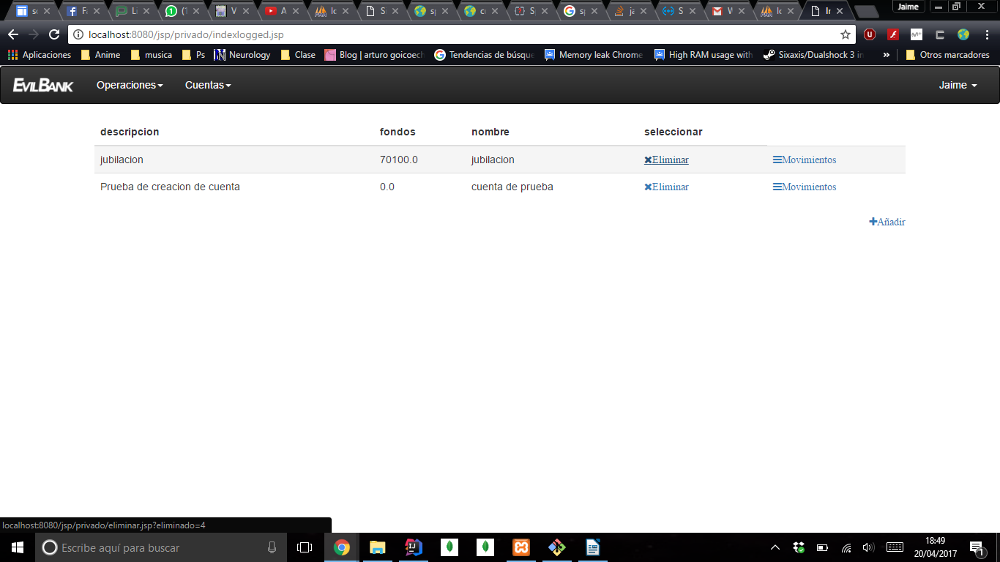 Jaime
localhost:8080/jsp/privado/indexlogged.jsp
Aplicaciones Anime musica Ps Neurology Clase Blog | arturo goicoech Tendencias de búsque Memory leak Chrome High RAM usage with Sixaxis/Dualshock 3 in » Otros marcadores
EVILBANK Operaciones Cuentas Jaime
descripcion fondos nombre seleccionar
jubilacion 70100.0 jubilacion Eliminar Movimientos
Prueba de creacion de cuenta 0.0 cuenta de prueba Eliminar Movimientos
Añadir
localhost:8080/jsp/privado/eliminar.jsp?eliminado=4
Escribe aquí para buscar
18:49
20/04/2017